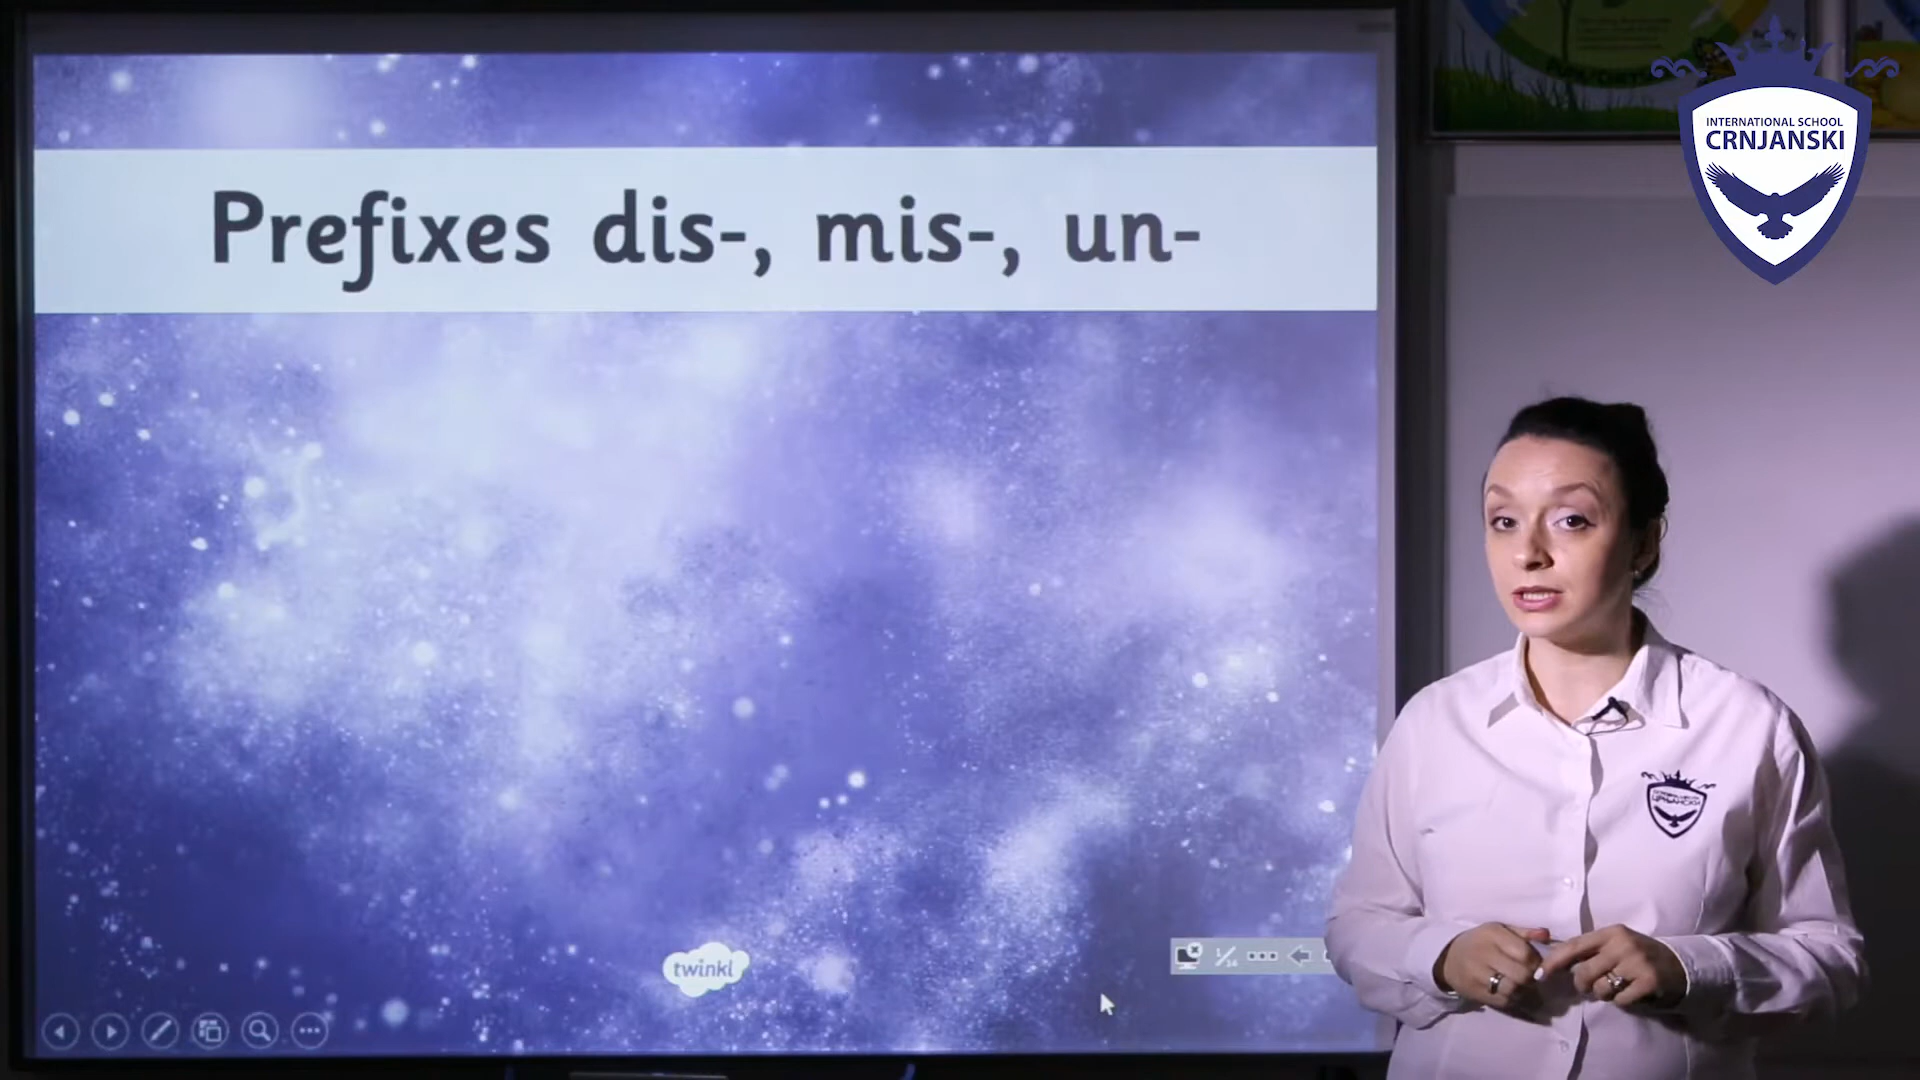 Prefixes dis-, mis-, un-
INTERNATIONAL SCHOOL
CRNJANSKI
twinkl